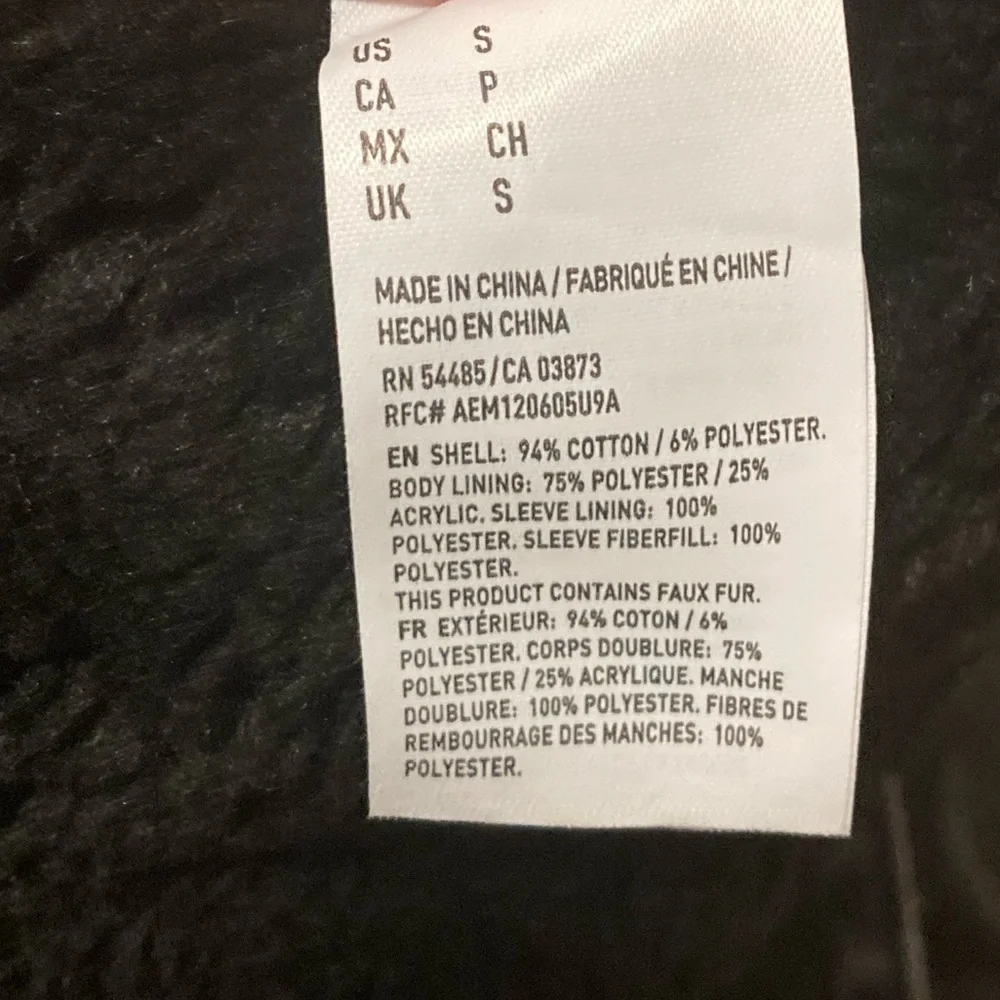 US S
CA P
MX CH
UK S
MADE IN CHINA / FABRIQUÉ EN CHINE /
HECHO EN CHINA
RN 54485 / CA 03873
RFC# AEM120605U9A
EN SHELL: 94% COTTON / 6% POLYESTER.
BODY LINING: 75% POLYESTER / 25%
ACRYLIC. SLEEVE LINING: 100%
POLYESTER. SLEEVE FIBERFILL: 100%
POLYESTER.
THIS PRODUCT CONTAINS FAUX FUR.
FR EXTÉRIEUR: 94% COTON / 6%
POLYESTER. CORPS DOUBLURE: 75%
POLYESTER / 25% ACRYLIQUE. MANCHE
DOUBLURE: 100% POLYESTER. FIBRES DE
REMBOURRAGE DES MANCHES: 100%
POLYESTER.